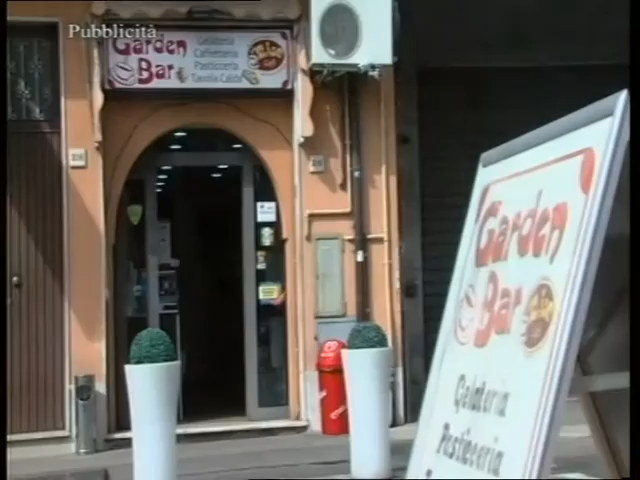 Pubblicità
Garden
Bar
Gelateria
Caffetteria
Pasticceria
Tavola Calda
Garden
Bar
Gelateria
Pasticceria